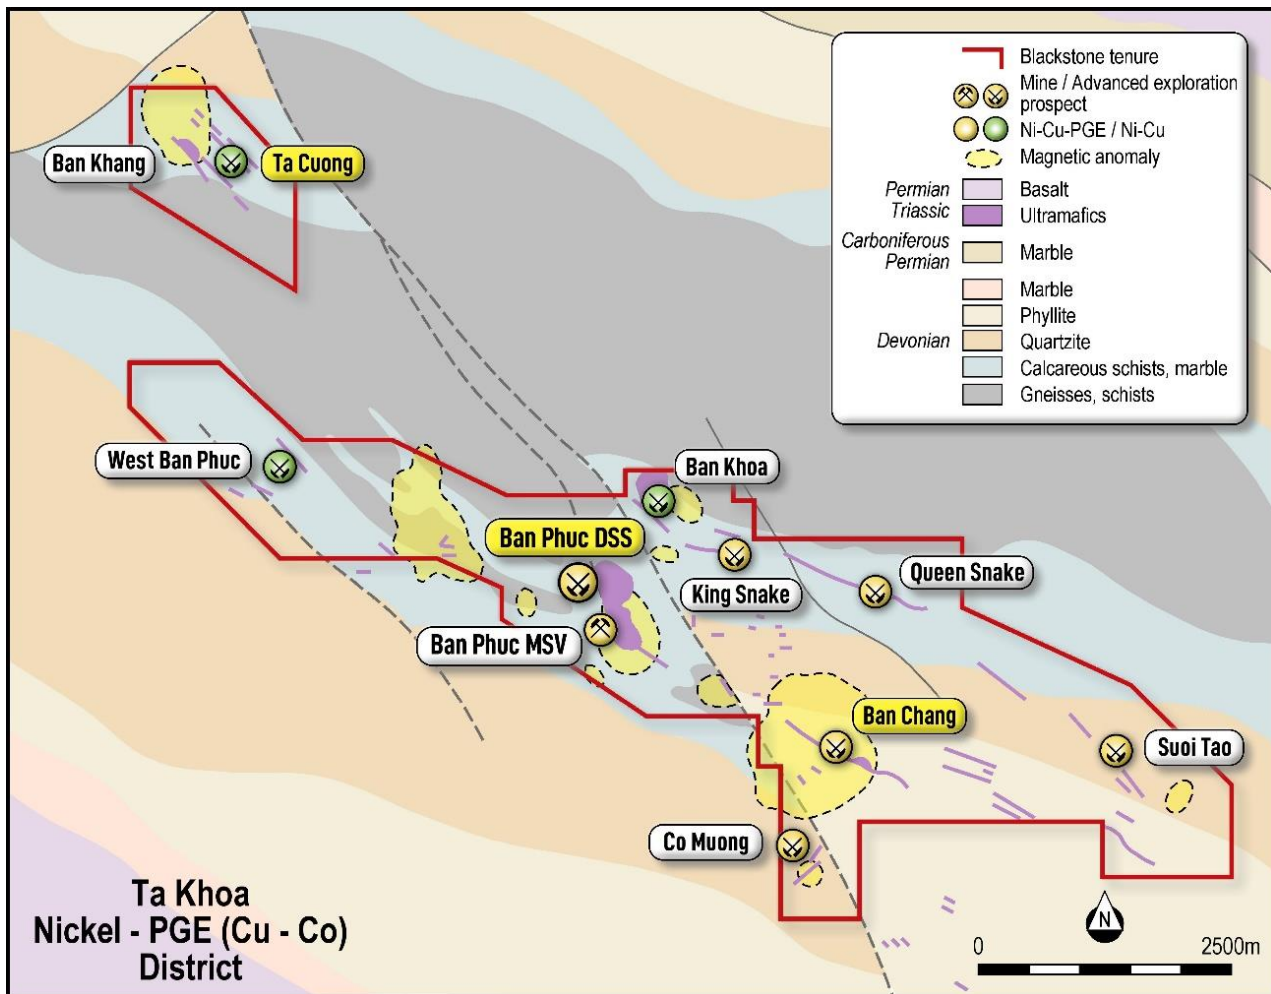 Blackstone tenure
Mine / Advanced exploration
prospect
Ni-Cu-PGE / Ni-Cu
Magnetic anomaly
Permian
Triassic
Basalt
Ultramafics
Carboniferous
Permian
Marble
Marble
Phyllite
Devonian
Quartzite
Calcareous schists, marble
Gneisses, schists
Ban Khang
Ta Cuong
West Ban Phuc
Ban Khoa
Ban Phuc DSS
King Snake
Queen Snake
Ban Phuc MSV
Ban Chang
Suoi Tao
Co Muong
Ta Khoa
Nickel - PGE (Cu - Co)
District
N
0
2500m